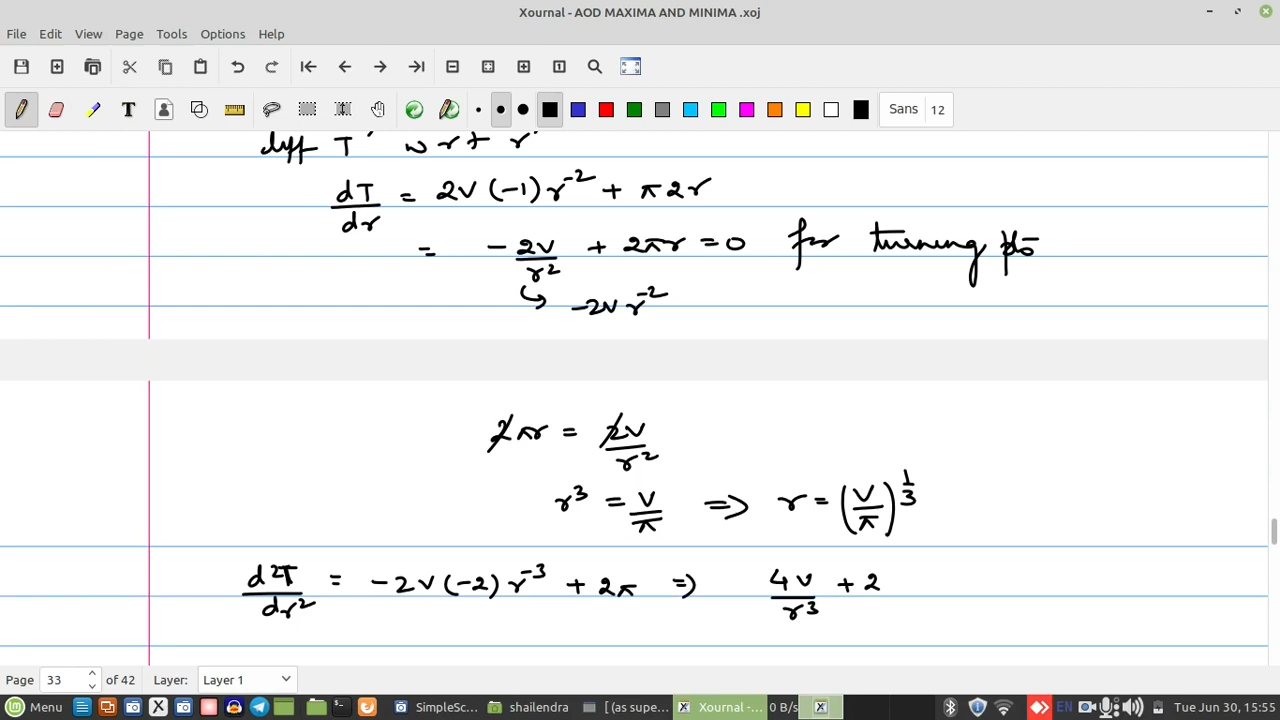 Xournal - AOD MAXIMA AND MINIMA .xoj
File Edit View Page Tools Options Help
Sans 12
diff T' w r t r'
dT/dr = 2V (-1) r^-2 + π 2r
= - 2V/r^2 + 2πr = 0 for turning pts
↳ -2V r^-2
2πr = 2V/r^2
r^3 = V/π => r = (V/π)^1/3
d^2T/dr^2 = -2V (-2) r^-3 + 2π => 4V/r^3 + 2
Page 33 of 42 Layer: Layer 1
Menu SimpleSc... shailendra [(as supe... Xournal -... 0 B/s EN Tue Jun 30, 15:55